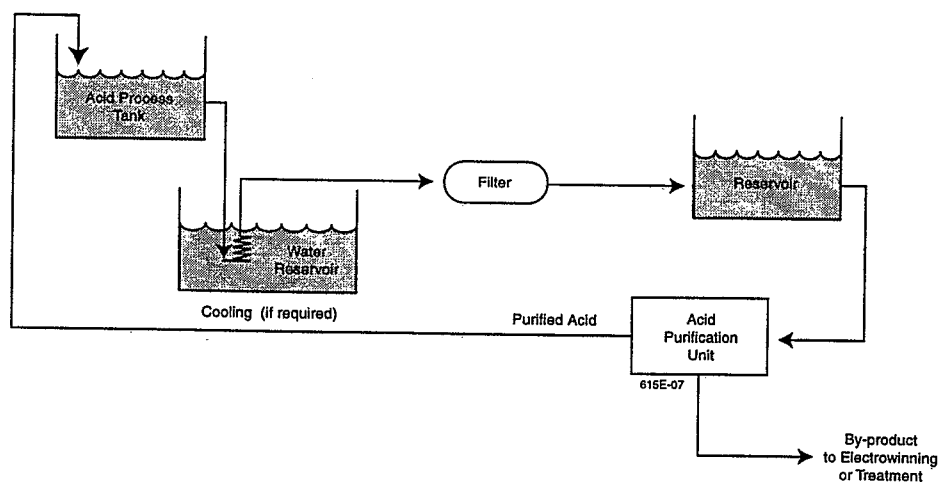 Acid Process
Tank
Water
Reservoir
Cooling (if required)
Filter
Reservoir
Purified Acid
Acid
Purification
Unit
615E-07
By-product
to Electrowinning
or Treatment